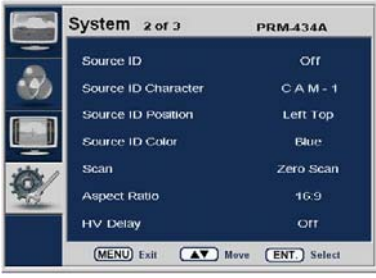 System 2 of 3 PRM-434A
Source ID Off
Source ID Character C A M - 1
Source ID Position Left Top
Source ID Color Blue
Scan Zero Scan
Aspect Ratio 16:9
HV Delay Off
MENU Exit ▲▼ Move ENT. Select